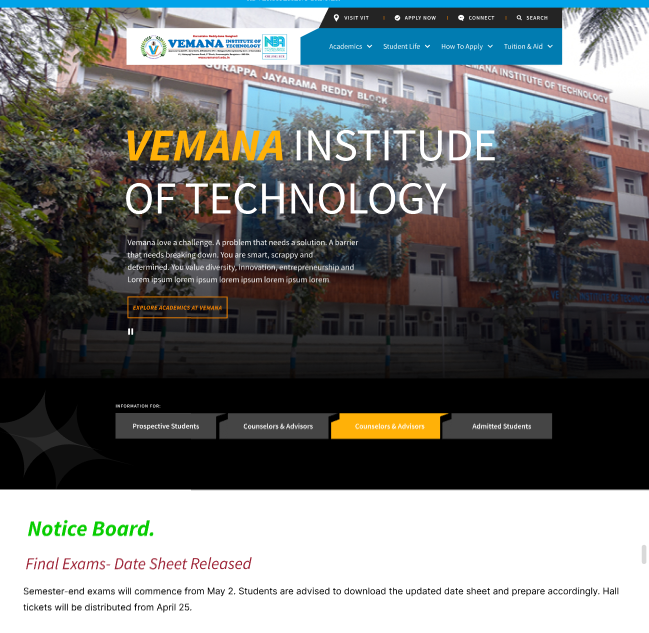 VISIT VIT
APPLY NOW
CONNECT
SEARCH
VEMANA INSTITUTE OF
TECHNOLOGY
Academics
Student Life
How To Apply
Tuition & Aid
JAYARAMA REDDY BLOCK
VEMANA INSTITUTE OF TECHNOLOGY
VEMANA INSTITUDE
OF TECHNOLOGY
Vemana love a challenge. A problem that needs a solution. A barrier
that needs breaking down. You are smart, scrappy and
determined. You value diversity, innovation, entrepreneurship and
Lorem ipsum lorem ipsum lorem ipsum lorem ipsum lorem
EXPLORE ACADEMICS AT VENANA
INFORMATION FOR:
Prospective Students
Counselors & Advisors
Counselors & Advisors
Admitted Students
Notice Board.
Final Exams- Date Sheet Released
Semester-end exams will commence from May 2. Students are advised to download the updated date sheet and prepare accordingly. Hall
tickets will be distributed from April 25.